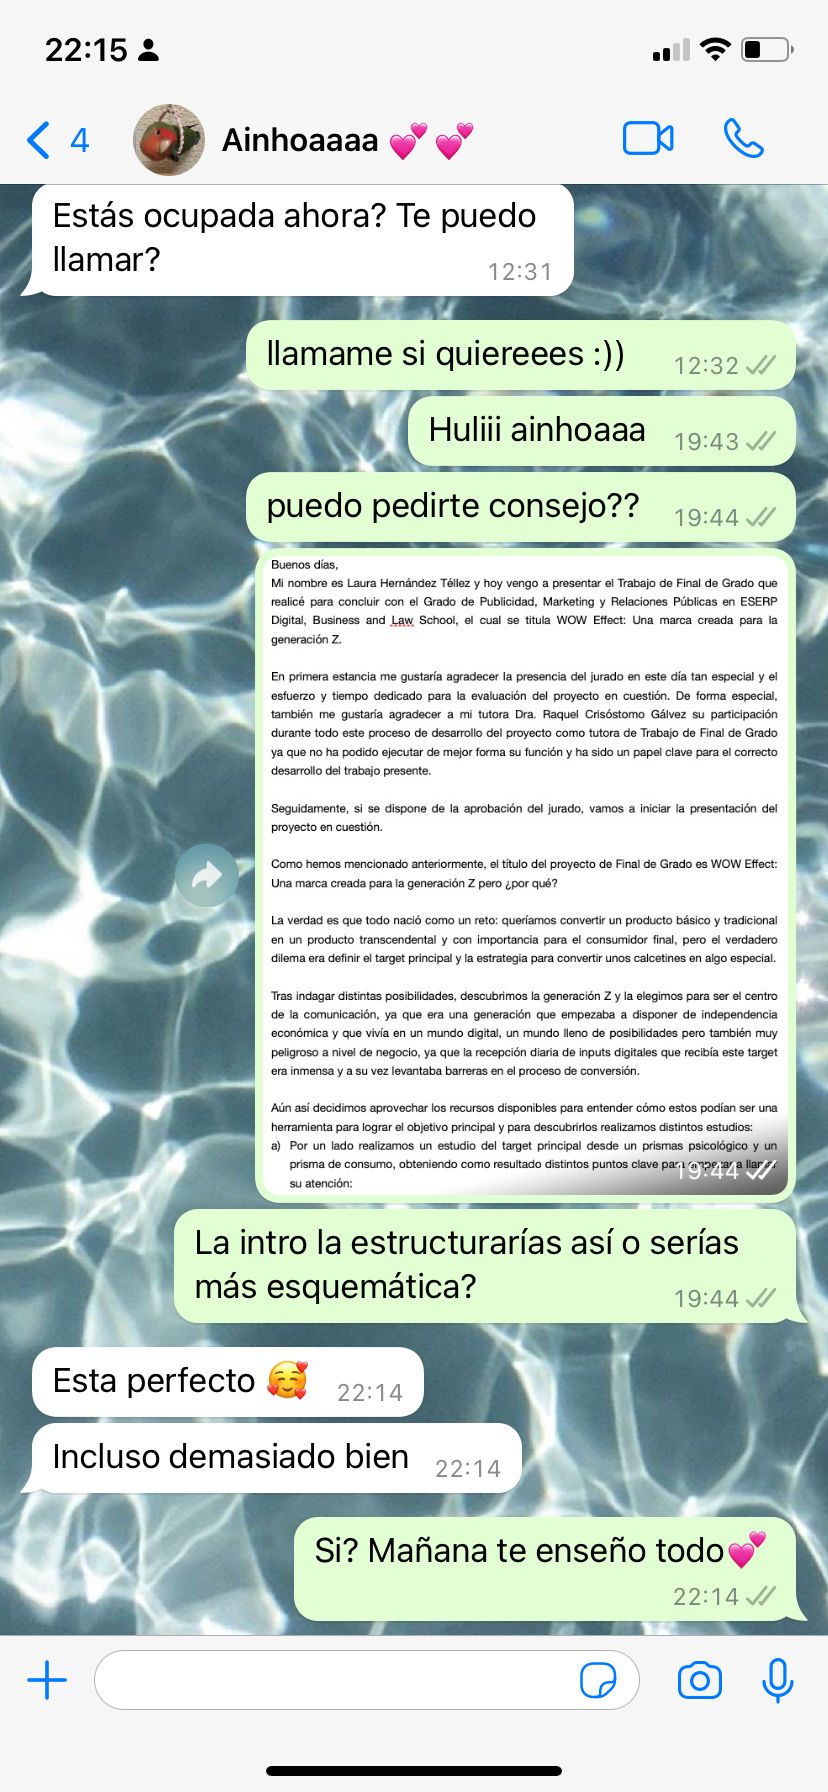 22:15
4
Ainhoaaaa 💕 💕
Estás ocupada ahora? Te puedo
llamar?
12:31
llamame si quiereees :))
12:32
Huliii ainhoaaa
19:43
puedo pedirte consejo??
19:44
Buenos días,
Mi nombre es Laura Hernández Téllez y hoy vengo a presentar el Trabajo de Final de Grado que
realicé para concluir con el Grado de Publicidad, Marketing y Relaciones Públicas en ESERP
Digital, Business and Law School, el cual se titula WOW Effect: Una marca creada para la
generación Z.
En primera estancia me gustaría agradecer la presencia del jurado en este día tan especial y el
esfuerzo y tiempo dedicado para la evaluación del proyecto en cuestión. De forma especial,
también me gustaría agradecer a mi tutora Dra. Raquel Crisóstomo Gálvez su participación
durante todo este proceso de desarrollo del proyecto como tutora de Trabajo de Final de Grado
ya que no ha podido ejecutar de mejor forma su función y ha sido un papel clave para el correcto
desarrollo del trabajo presente.
Seguidamente, si se dispone de la aprobación del jurado, vamos a iniciar la presentación del
proyecto en cuestión.
Como hemos mencionado anteriormente, el título del proyecto de Final de Grado es WOW Effect:
Una marca creada para la generación Z pero ¿por qué?
La verdad es que todo nació como un reto: queríamos convertir un producto básico y tradicional
en un producto transcendental y con importancia para el consumidor final, pero el verdadero
dilema era definir el target principal y la estrategia para convertir unos calcetines en algo especial.
Tras indagar distintas posibilidades, descubrimos la generación Z y la elegimos para ser el centro
de la comunicación, ya que era una generación que empezaba a disponer de independencia
económica y que vivía en un mundo digital, un mundo lleno de posibilidades pero también muy
peligroso a nivel de negocio, ya que la recepción diaria de inputs digitales que recibía este target
era inmensa y a su vez levantaba barreras en el proceso de conversión.
Aún así decidimos aprovechar los recursos disponibles para entender cómo estos podían ser una
herramienta para lograr el objetivo principal y para descubrirlos realizamos distintos estudios:
a) Por un lado realizamos un estudio del target principal desde un prismas psicológico y un
prisma de consumo, obteniendo como resultado distintos puntos clave para empezar a llamar
su atención:
19:44
La intro la estructurarías así o serías
más esquemática?
19:44
Esta perfecto 🥰
22:14
Incluso demasiado bien
22:14
Si? Mañana te enseño todo💕
22:14